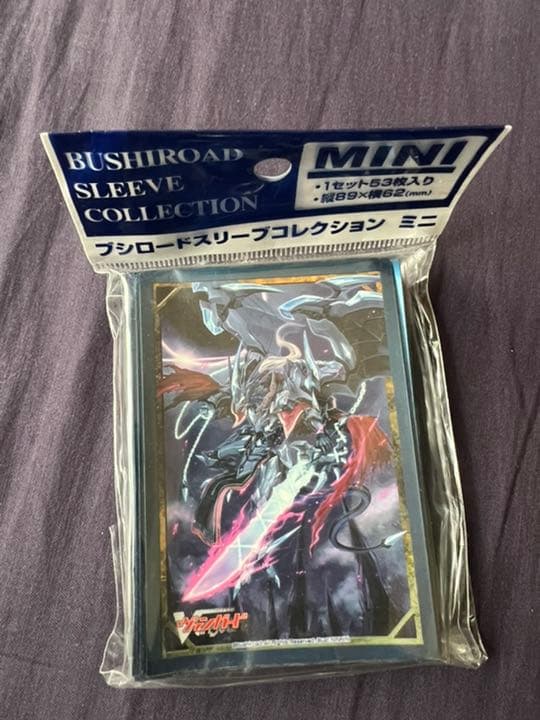 BUSHIROAD
SLEEVE
COLLECTION
MINI
・1セット53枚入り
・縦89×横62(mm)
ブシロードスリーブコレクション ミニ
ヴァンガード